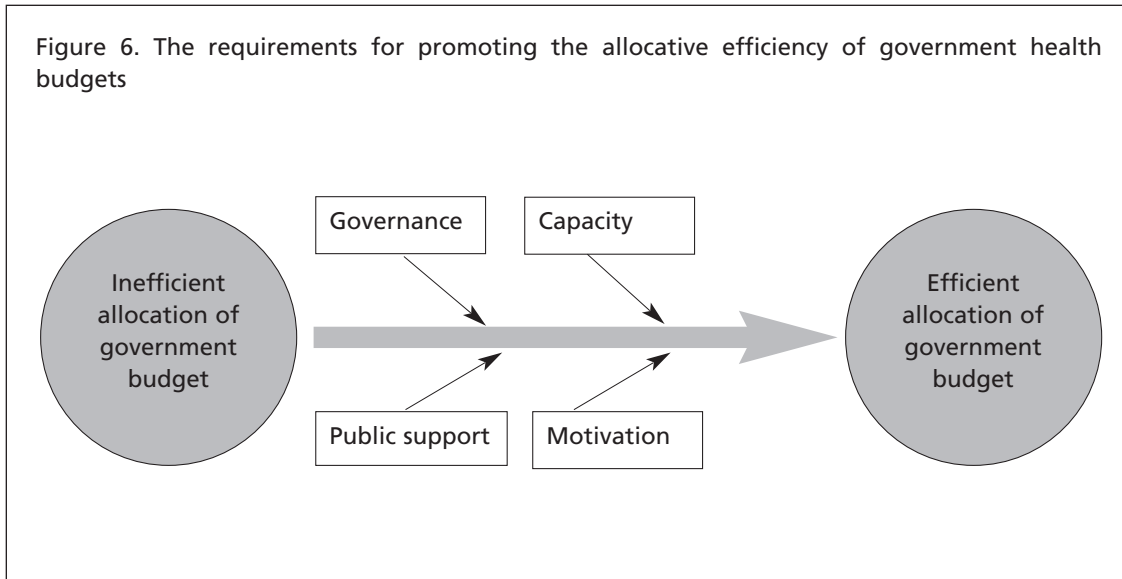 Figure 6. The requirements for promoting the allocative efficiency of government health
budgets
Governance
Capacity
Inefficient
allocation of
government
budget
Efficient
allocation of
government
budget
Public support
Motivation